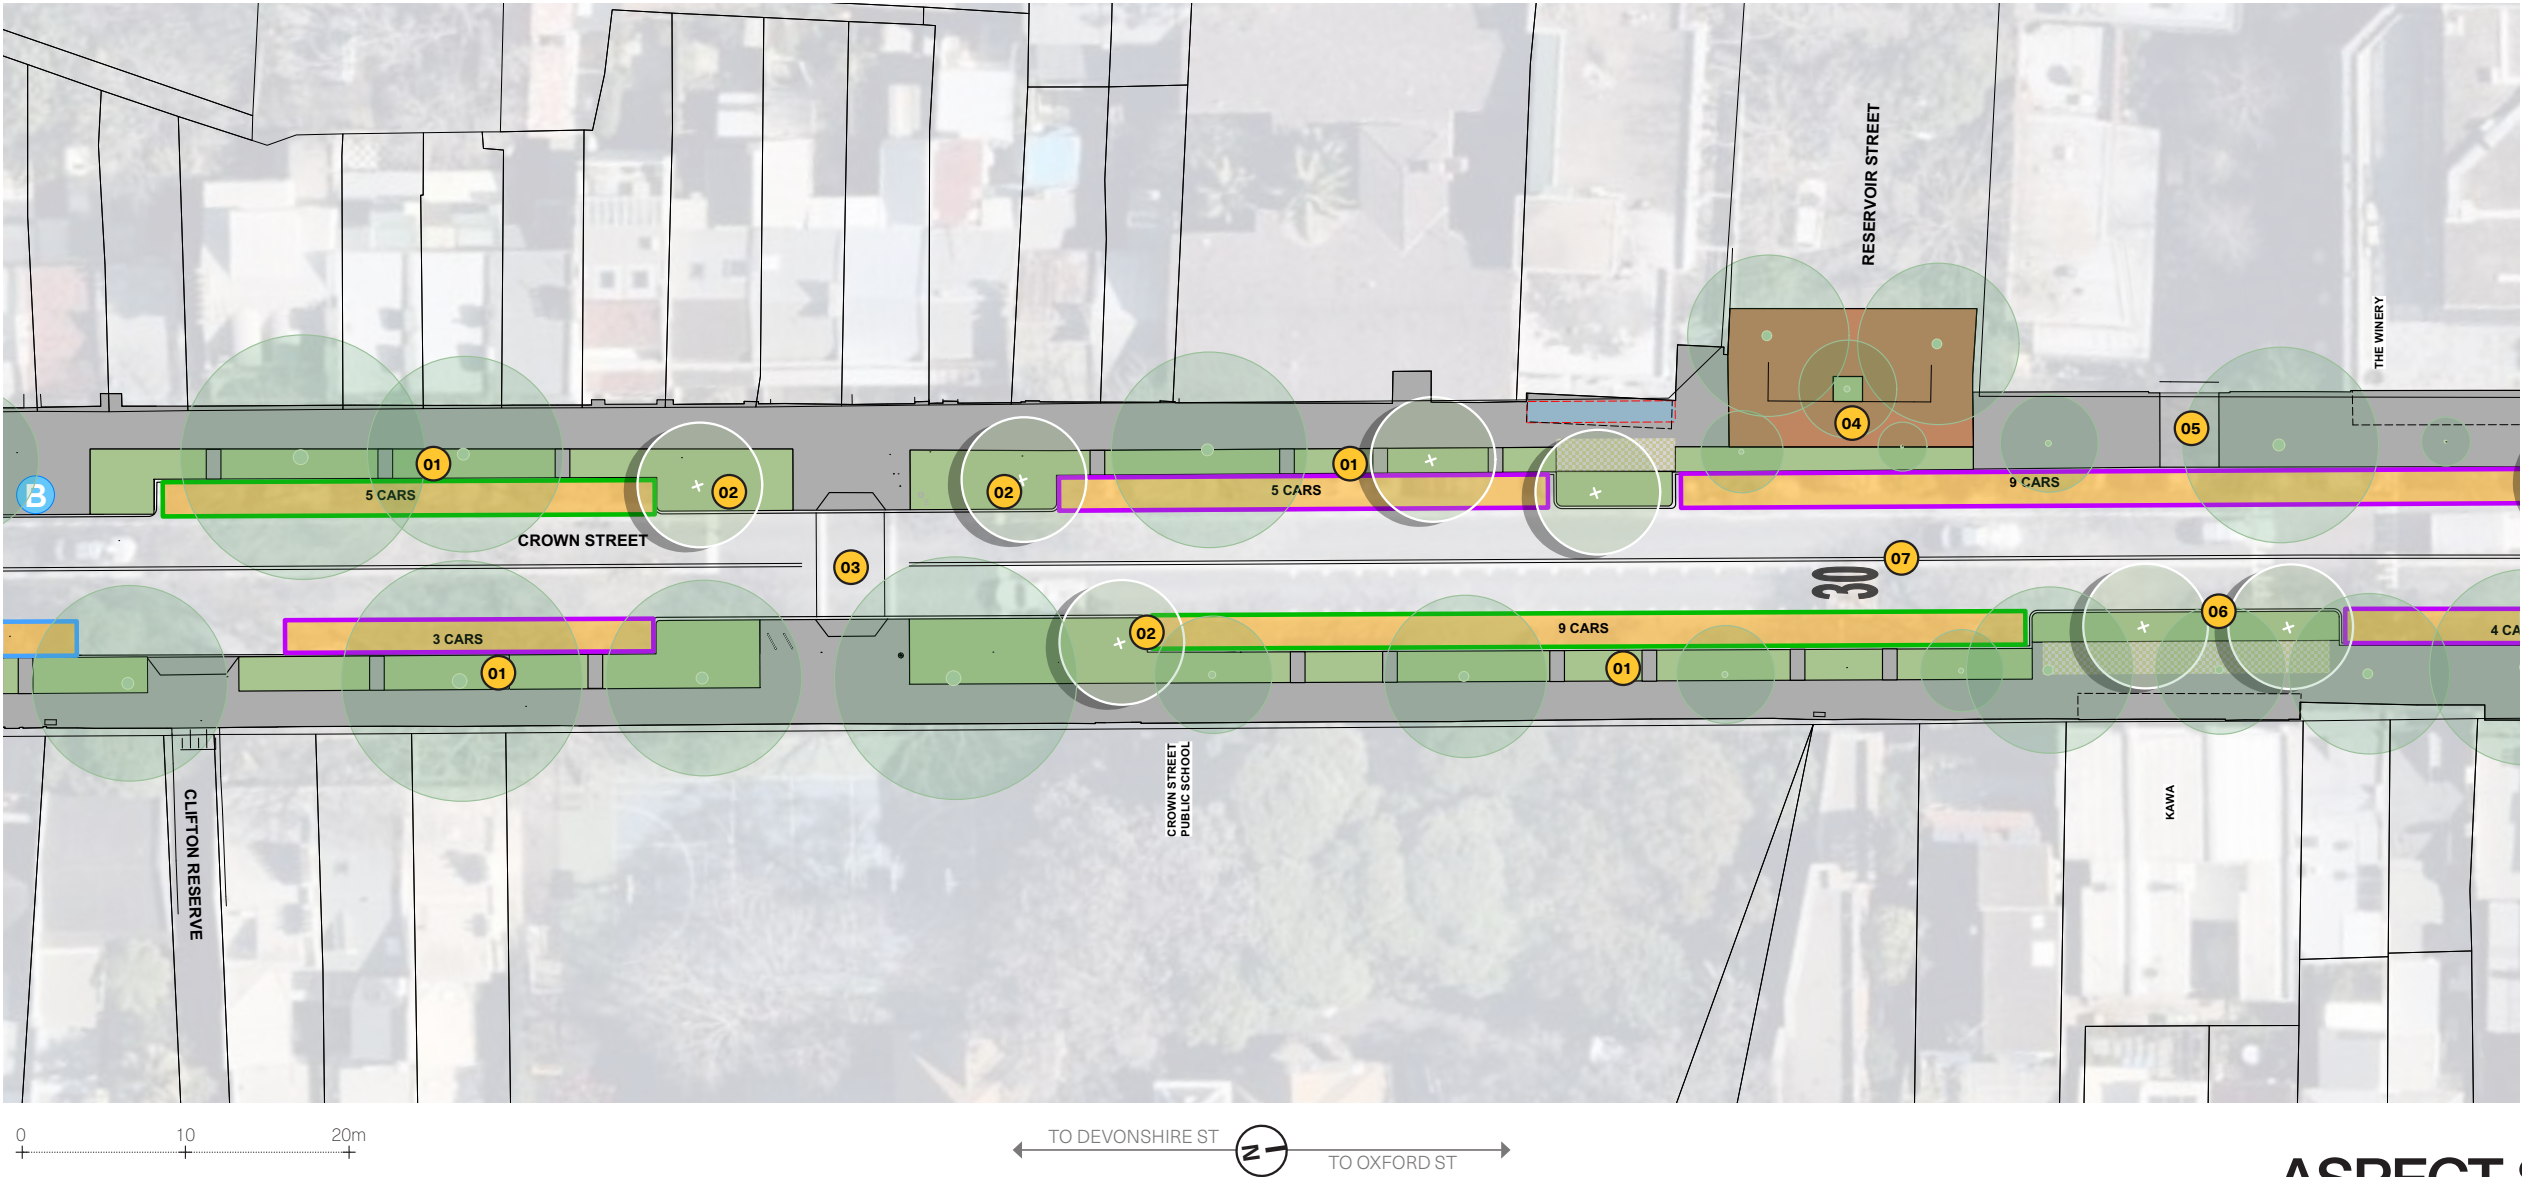 RESERVOIR STREET
THE WINERY
04
05
01
01
B
5 CARS
02
02
5 CARS
9 CARS
CROWN STREET
03
07
30
06
3 CARS
02
9 CARS
4 CA
01
01
CROWN STREET
PUBLIC SCHOOL
CLIFTON RESERVE
KAWA
0 10 20m
TO DEVONSHIRE ST
N
TO OXFORD ST
ASPECT